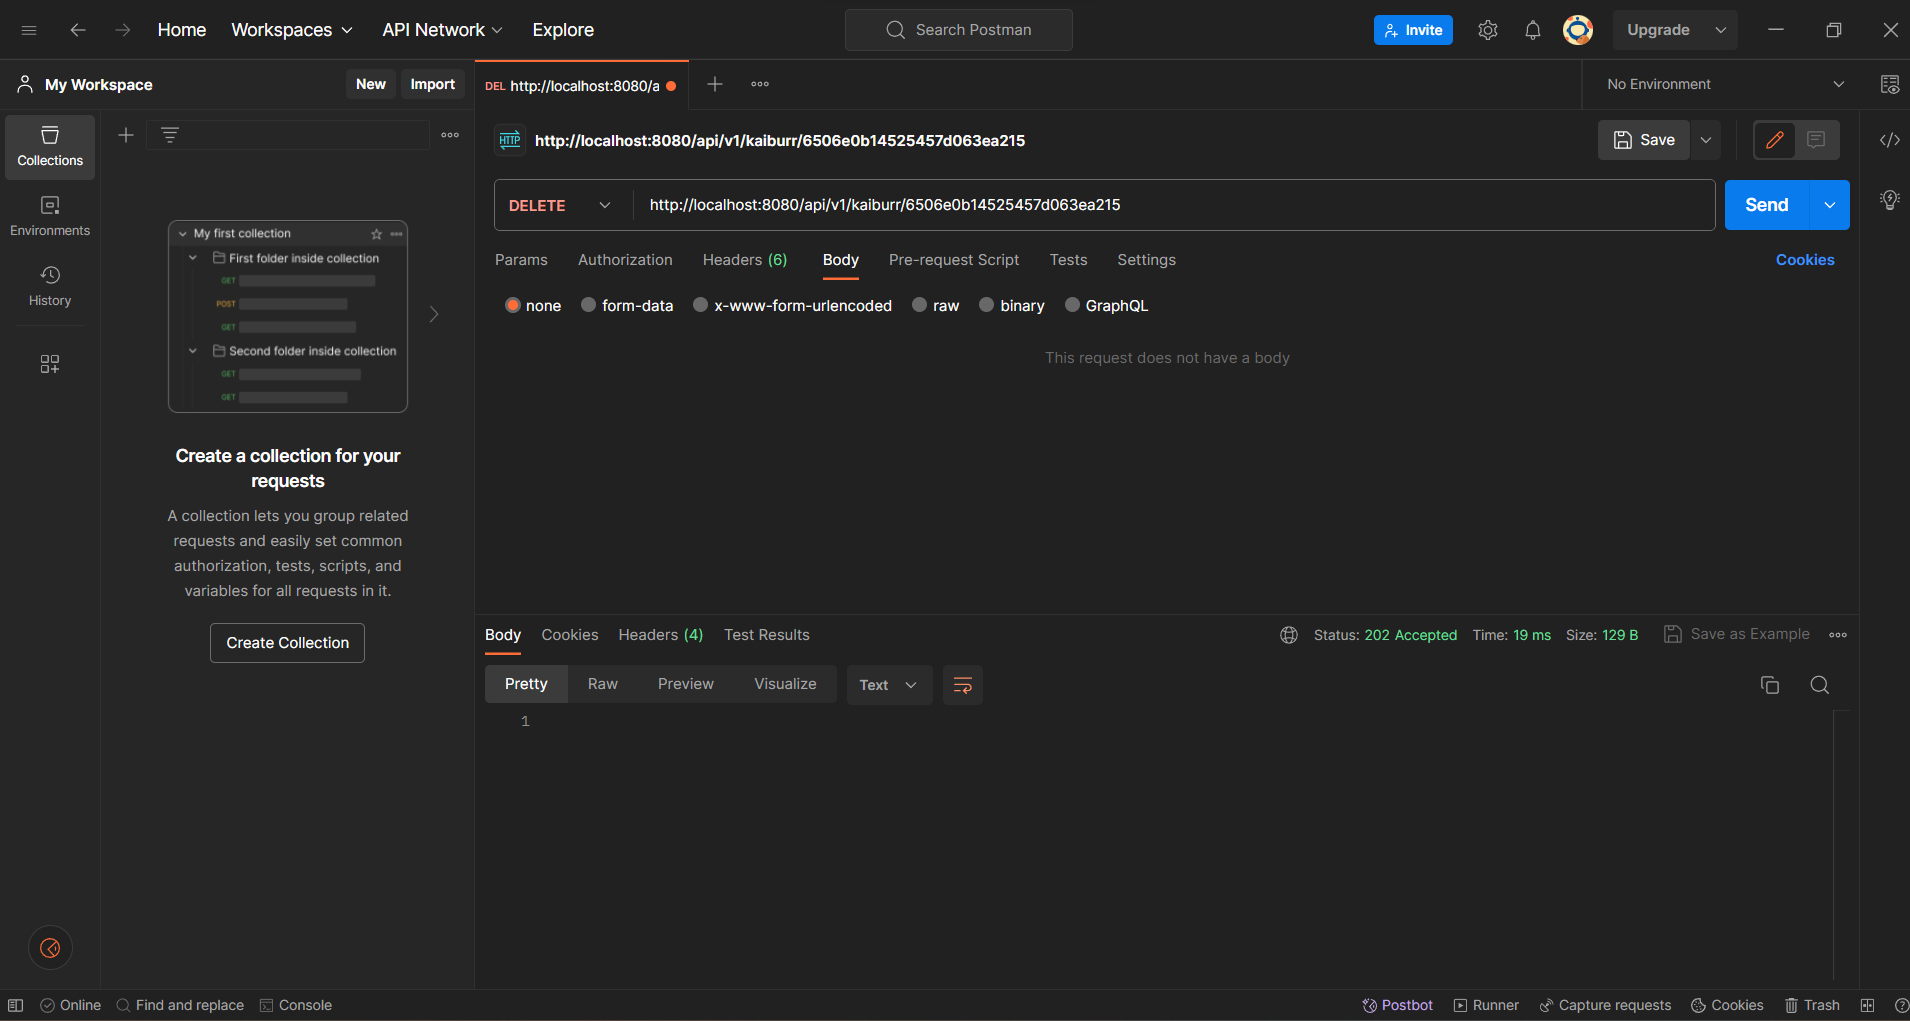 Home Workspaces API Network Explore Search Postman Invite Upgrade
My Workspace New Import DEL http://localhost:8080/a No Environment
Collections
Environments
History
My first collection
First folder inside collection
GET
POST
GET
Second folder inside collection
GET
GET
Create a collection for your
requests
A collection lets you group related
requests and easily set common
authorization, tests, scripts, and
variables for all requests in it.
Create Collection
HTTP http://localhost:8080/api/v1/kaiburr/6506e0b14525457d063ea215 Save
DELETE http://localhost:8080/api/v1/kaiburr/6506e0b14525457d063ea215 Send
Params Authorization Headers (6) Body Pre-request Script Tests Settings Cookies
none form-data x-www-form-urlencoded raw binary GraphQL
This request does not have a body
Body Cookies Headers (4) Test Results Status: 202 Accepted Time: 19 ms Size: 129 B Save as Example
Pretty Raw Preview Visualize Text
1
Online Find and replace Console Postbot Runner Capture requests Cookies Trash